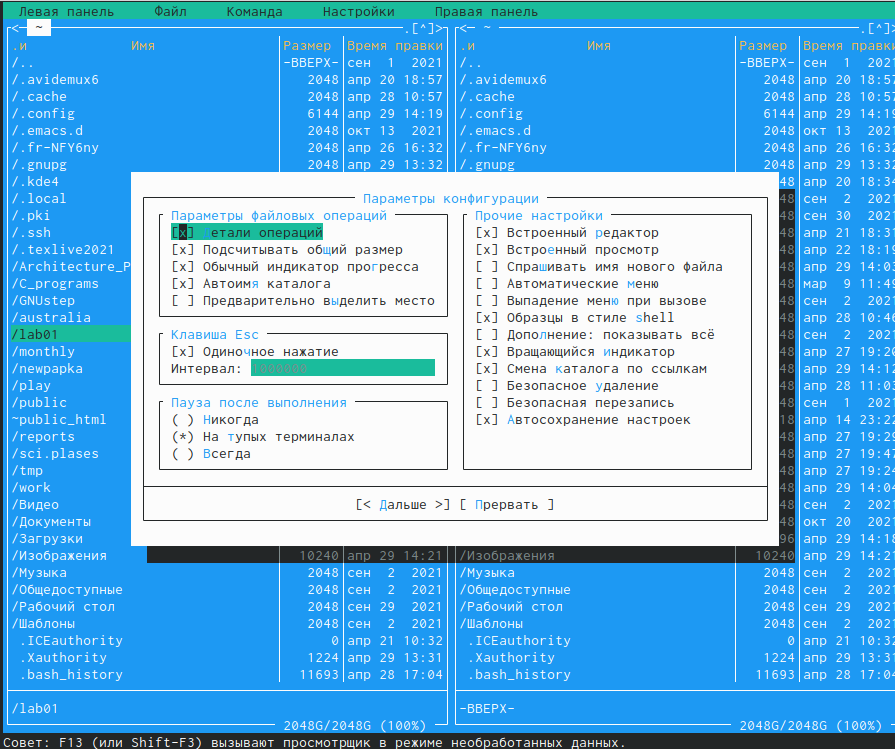 Левая панель Файл Команда Настройки Правая панель
<- ~ .[^]> <- ~ .[^]>
.и Имя Размер Время правки .и Имя Размер Время правки
/.. -ВВЕРХ- сен 1 2021 /.. -ВВЕРХ- сен 1 2021
/.avidemux6 2048 апр 20 18:57 /.avidemux6 2048 апр 20 18:57
/.cache 2048 апр 28 10:57 /.cache 2048 апр 28 10:57
/.config 6144 апр 29 14:19 /.config 6144 апр 29 14:19
/.emacs.d 2048 окт 13 2021 /.emacs.d 2048 окт 13 2021
/.fr-NFY6ny 2048 апр 26 16:32 /.fr-NFY6ny 2048 апр 26 16:32
/.gnupg 2048 апр 29 13:32 /.gnupg 2048 апр 29 13:32
/.kde4 48 апр 20 18:34
/.local Параметры конфигурации 48 сен 2 2021
/.pki Параметры файловых операций Прочие настройки 48 сен 30 2021
/.ssh [x] Детали операций [x] Встроенный редактор 48 апр 21 18:31
/.texlive2021 [x] Подсчитывать общий размер [x] Встроенный просмотр 48 апр 22 18:19
/Architecture_P [x] Обычный индикатор прогресса [ ] Спрашивать имя нового файла 48 апр 29 14:03
/C_programs [x] Автоимя каталога [ ] Автоматические меню 48 мар 9 11:49
/GNUstep [ ] Предварительно выделить место [ ] Выпадение меню при вызове 48 сен 2 2021
/australia [x] Образцы в стиле shell 48 апр 28 10:46
/lab01 Клавиша Esc [ ] Дополнение: показывать всё 48 сен 2 2021
/monthly [x] Одиночное нажатие [x] Вращающийся индикатор 48 апр 27 19:26
/newpapka Интервал: 1000000 [x] Смена каталога по ссылкам 48 апр 29 14:12
/play [ ] Безопасное удаление 48 апр 28 11:03
/public Пауза после выполнения [ ] Безопасная перезапись 48 сен 1 2021
~public_html ( ) Никогда [x] Автосохранение настроек 18 апр 14 23:22
/reports (*) На тупых терминалах 48 апр 27 19:29
/sci.plases ( ) Всегда 48 апр 27 19:47
/tmp 48 апр 27 19:24
/work 48 апр 29 14:04
/Видео [< Дальше >] [ Прервать ] 48 сен 2 2021
/Документы 48 окт 20 2021
/Загрузки 96 апр 29 14:18
/Изображения 10240 апр 29 14:21 /Изображения 10240 апр 29 14:21
/Музыка 2048 сен 2 2021 /Музыка 2048 сен 2 2021
/Общедоступные 2048 сен 2 2021 /Общедоступные 2048 сен 2 2021
/Рабочий стол 2048 сен 29 2021 /Рабочий стол 2048 сен 29 2021
/Шаблоны 2048 сен 2 2021 /Шаблоны 2048 сен 2 2021
.ICEauthority 0 апр 21 10:32 .ICEauthority 0 апр 21 10:32
.Xauthority 1224 апр 29 13:31 .Xauthority 1224 апр 29 13:31
.bash_history 11693 апр 28 17:04 .bash_history 11693 апр 28 17:04
/lab01 -ВВЕРХ-
2048G/2048G (100%) 2048G/2048G (100%)
Совет: F13 (или Shift-F3) вызывают просмотрщик в режиме необработанных данных.